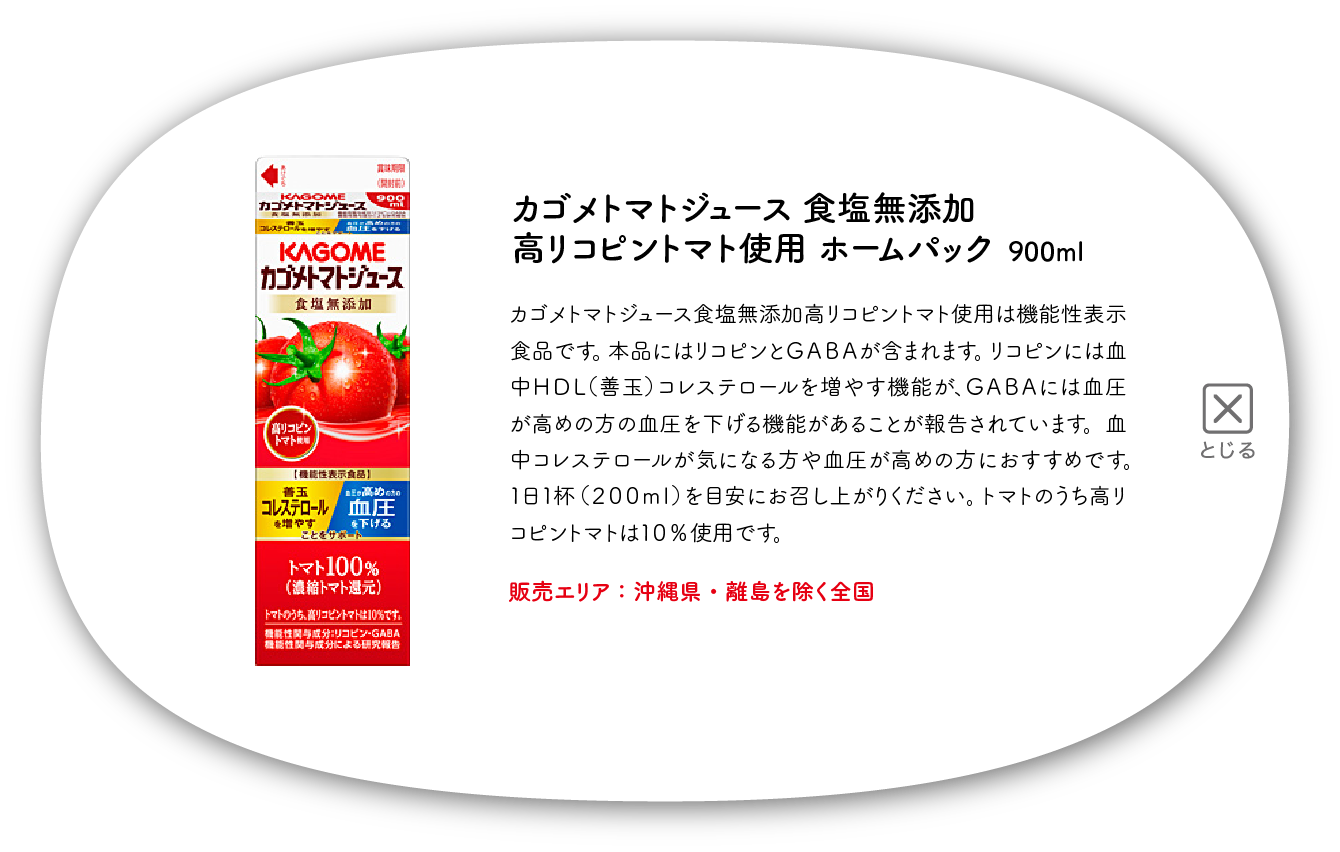 賞味期限
(開封前)
KAGOME
カゴメトマトジュース
食塩無添加
900
ml
善玉
コレステロールを増やす
血圧が高めの方の
血圧を下げる
KAGOME
カゴメトマトジュース
食塩無添加
高リコピン
トマト使用
【機能性表示食品】
善玉
コレステロール
を増やす
血圧が高めの方の
血圧
を下げる
ことをサポート
トマト100%
(濃縮トマト還元)
トマトのうち、高リコピントマトは10%です。
機能性関与成分:リコピン・GABA
機能性関与成分による研究報告
カゴメトマトジュース 食塩無添加
高リコピントマト使用 ホームパック 900ml
カゴメトマトジュース食塩無添加高リコピントマト使用は機能性表示
食品です。本品にはリコピンとGABAが含まれます。リコピンには血
中HDL(善玉)コレステロールを増やす機能が、GABAには血圧
が高めの方の血圧を下げる機能があることが報告されています。血
中コレステロールが気になる方や血圧が高めの方におすすめです。
1日1杯(200ml)を目安にお召し上がりください。トマトのうち高リ
コピントマトは10%使用です。
販売エリア：沖縄県・離島を除く全国
とじる